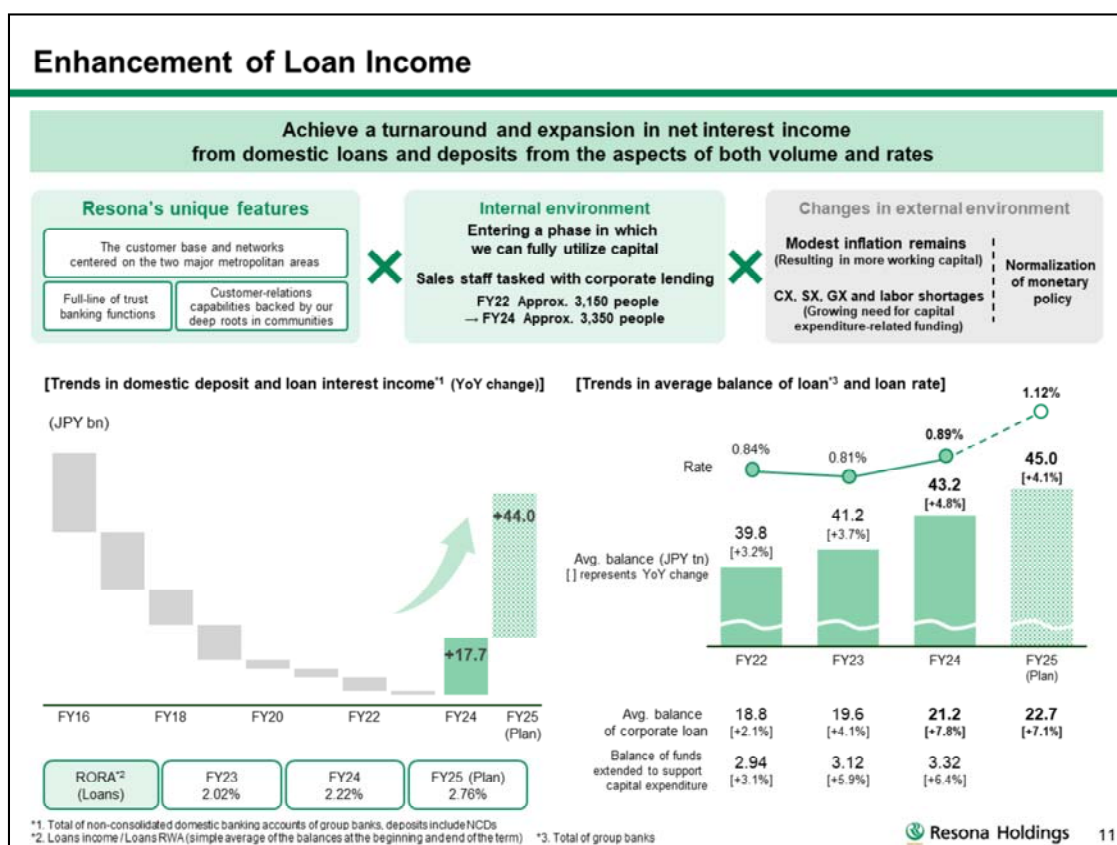 Enhancement of Loan Income
Achieve a turnaround and expansion in net interest income
from domestic loans and deposits from the aspects of both volume and rates
Resona's unique features
The customer base and networks
centered on the two major metropolitan areas
Full-line of trust
banking functions
Customer-relations
capabilities backed by our
deep roots in communities
Internal environment
Entering a phase in which
we can fully utilize capital
Sales staff tasked with corporate lending
FY22 Approx. 3,150 people
→ FY24 Approx. 3,350 people
Changes in external environment
Modest inflation remains
(Resulting in more working capital)
CX, SX, GX and labor shortages
(Growing need for capital
expenditure-related funding)
Normalization
of monetary
policy
[Trends in domestic deposit and loan interest income*1 (YoY change)]
(JPY bn)
+44.0
+17.7
FY16 FY18 FY20 FY22 FY24 FY25
(Plan)
RORA*2
(Loans)
FY23
2.02%
FY24
2.22%
FY25 (Plan)
2.76%
[Trends in average balance of loan*3 and loan rate]
Rate
0.84% 0.81% 0.89% 1.12%
Avg. balance (JPY tn)
[ ] represents YoY change
39.8
[+3.2%]
41.2
[+3.7%]
43.2
[+4.8%]
45.0
[+4.1%]
FY22 FY23 FY24 FY25
(Plan)
Avg. balance
of corporate loan
18.8 19.6 21.2 22.7
[+2.1%] [+4.1%] [+7.8%] [+7.1%]
Balance of funds
extended to support
capital expenditure
2.94 3.12 3.32
[+3.1%] [+5.9%] [+6.4%]
*1. Total of non-consolidated domestic banking accounts of group banks, deposits include NCDs
*2. Loans income / Loans RWA (simple average of the balances at the beginning and end of the term) *3. Total of group banks
Resona Holdings 11